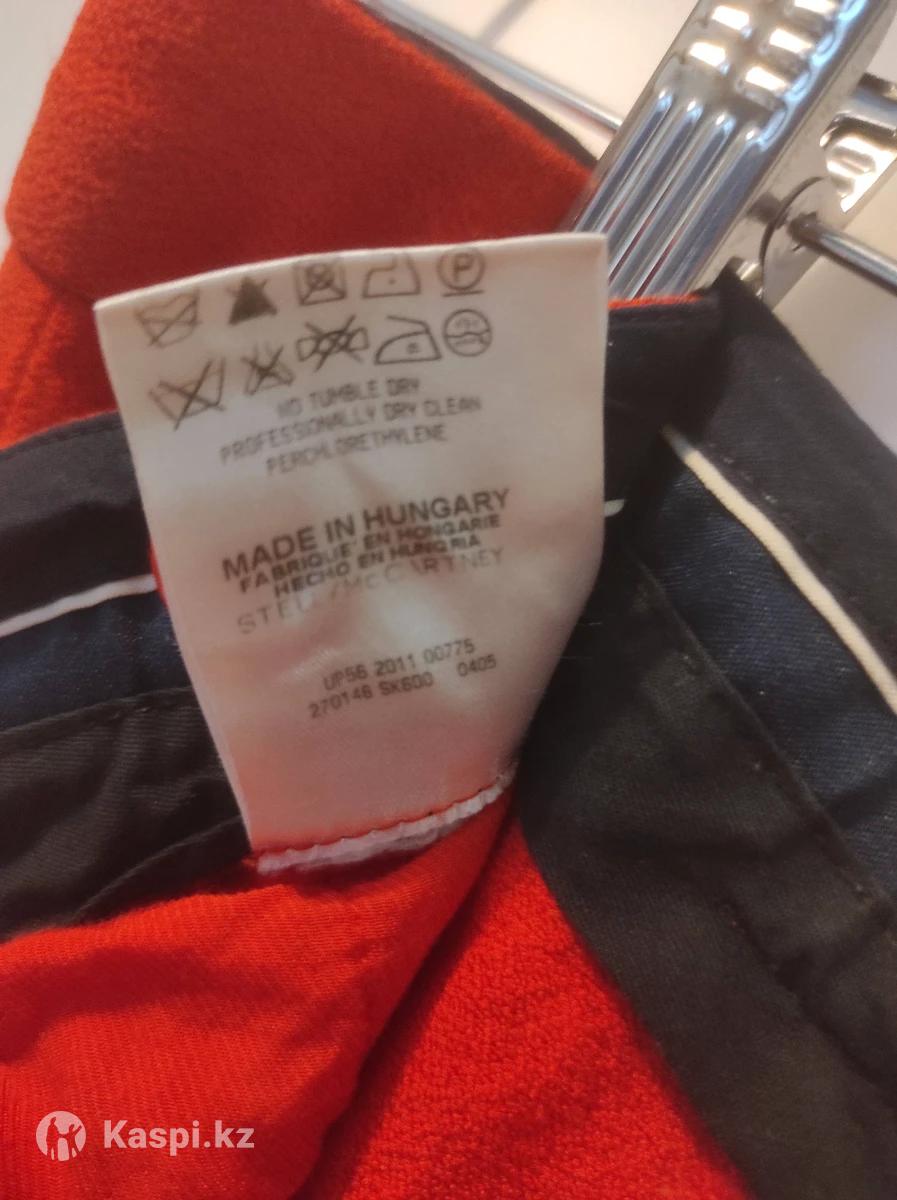 P
NO TUMBLE DRY
PROFESSIONALLY DRY CLEAN
PERCHLORETHYLENE
MADE IN HUNGARY
FABRIQUE' EN HONGARIE
HECHO EN HUNGRIA
McCARTNEY
UP56 2011 00775
270146 SK600 0405
Kaspi.kz